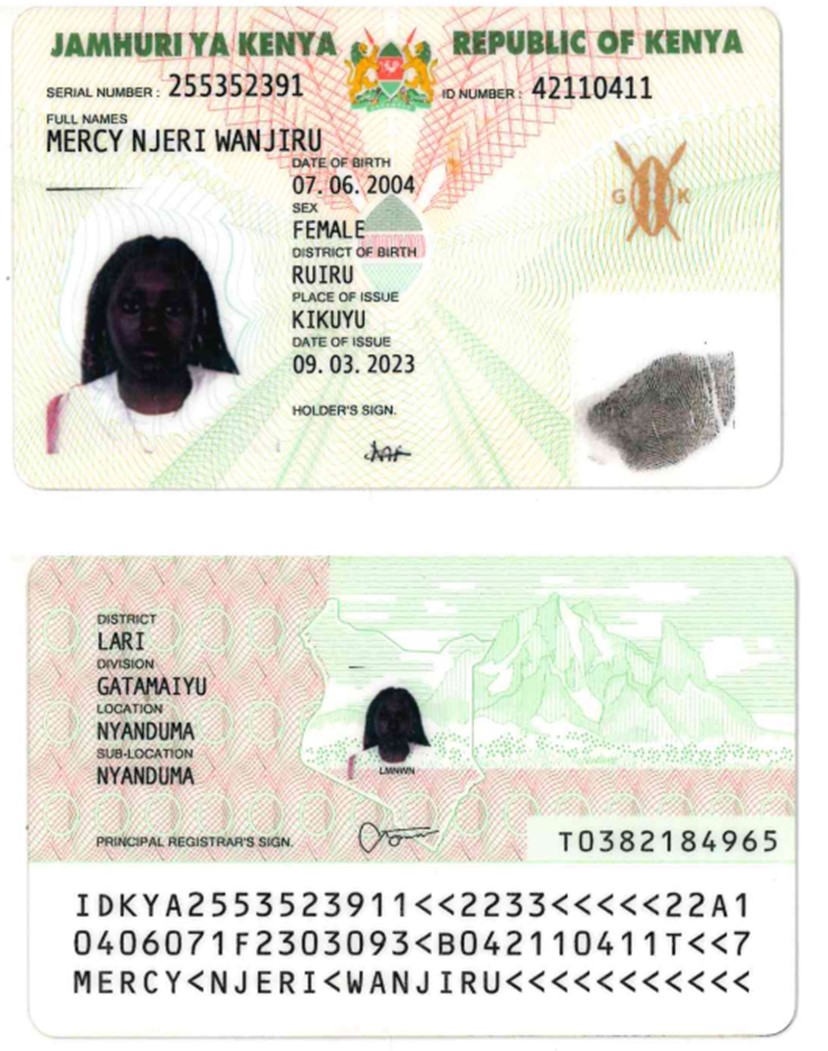 JAMHURI YA KENYA REPUBLIC OF KENYA
SERIAL NUMBER: 255352391 ID NUMBER: 42110411
FULL NAMES
MERCY NJERI WANJIRU
DATE OF BIRTH
07.06.2004
SEX
FEMALE
DISTRICT OF BIRTH
RUIRU
PLACE OF ISSUE
KIKUYU
DATE OF ISSUE
09.03.2023
HOLDER'S SIGN.
G K
DISTRICT
LARI
DIVISION
GATAMAIYU
LOCATION
NYANDUMA
SUB-LOCATION
NYANDUMA
LMNWN
PRINCIPAL REGISTRAR'S SIGN.
T0382184965
IDKYA2553523911<<2233<<<<<22A1
0406071F2303093<B042110411T<<7
MERCY<NJERI<WANJIRU<<<<<<<<<<<